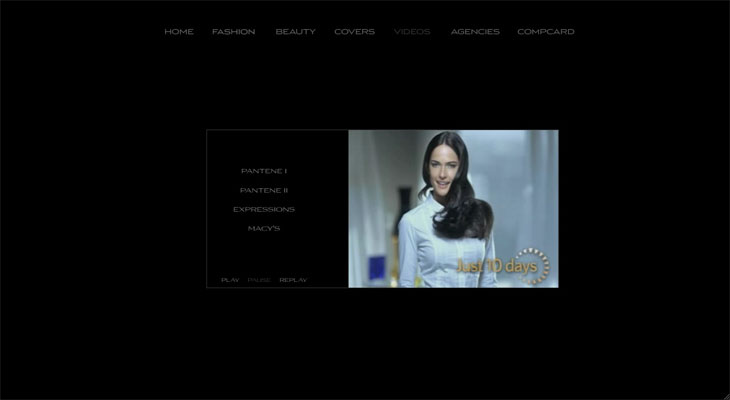 HOME FASHION BEAUTY COVERS VIDEOS AGENCIES COMPCARD
PANTENE I
PANTENE II
EXPRESSIONS
MACY'S
PLAY PAUSE REPLAY
Just 10 days